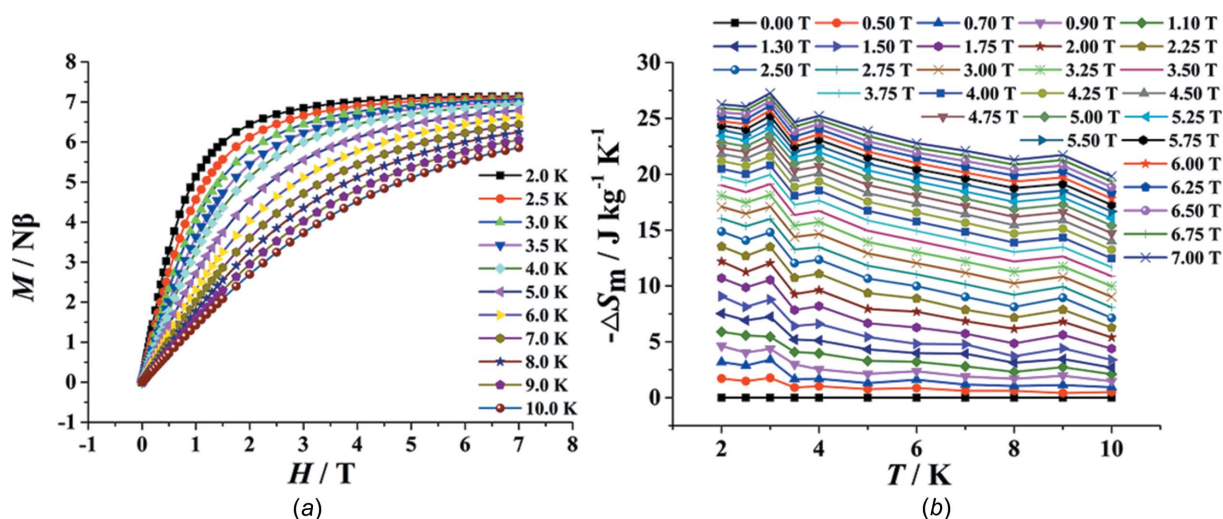 M / Nβ
8
7
6
5
4
3
2
1
0
-1
2.0 K
2.5 K
3.0 K
3.5 K
4.0 K
5.0 K
6.0 K
7.0 K
8.0 K
9.0 K
10.0 K
-1 0 1 2 3 4 5 6 7 8
H / T
(a)
0.00 T 0.50 T 0.70 T 0.90 T 1.10 T
1.30 T 1.50 T 1.75 T 2.00 T 2.25 T
2.50 T 2.75 T 3.00 T 3.25 T 3.50 T
3.75 T 4.00 T 4.25 T 4.50 T
4.75 T 5.00 T 5.25 T
5.50 T 5.75 T
6.00 T
6.25 T
6.50 T
6.75 T
7.00 T
-△Sm / J kg-1 K-1
30
25
20
15
10
5
0
2 4 6 8 10
T / K
(b)